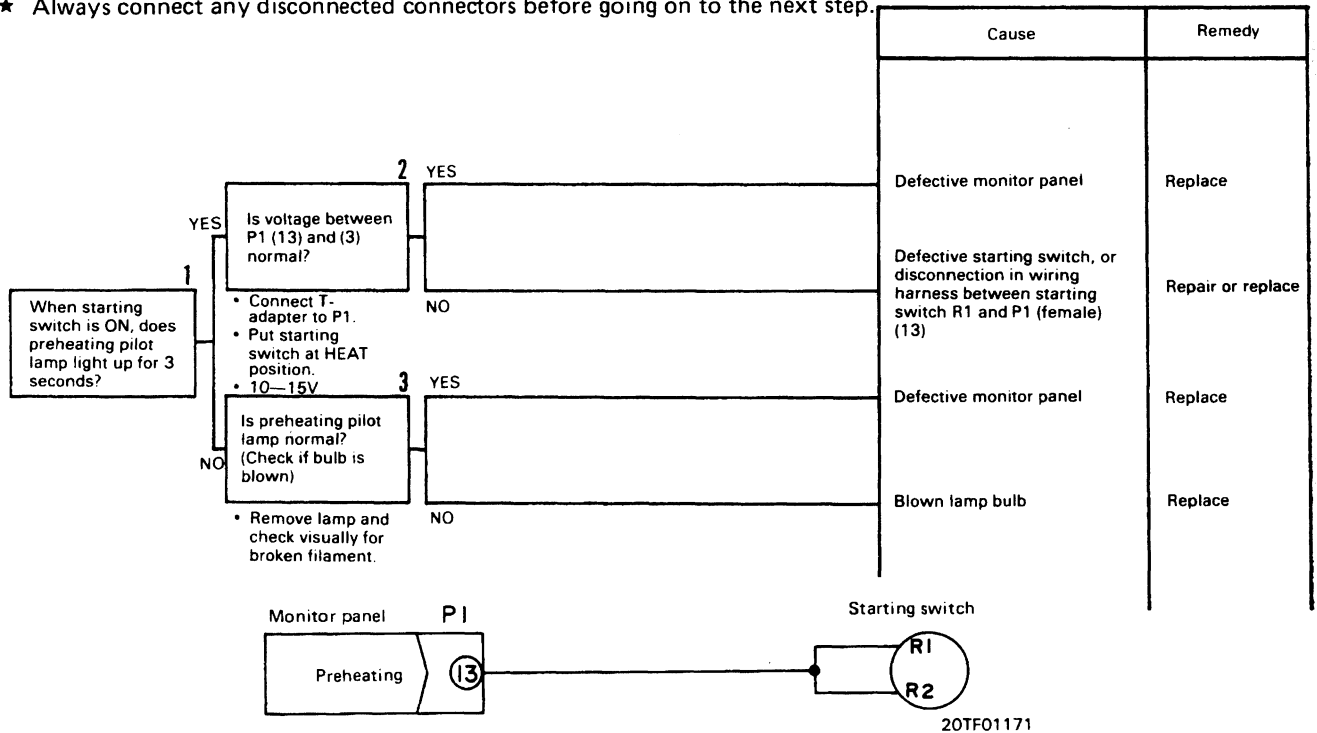 ★ Always connect any disconnected connectors before going on to the next step.
Cause
Remedy
2
YES
Defective monitor panel
Replace
YES
Is voltage between
P1 (13) and (3)
normal?
1
Defective starting switch, or
disconnection in wiring
harness between starting
switch R1 and P1 (female)
(13)
Repair or replace
NO
When starting
switch is ON, does
preheating pilot
lamp light up for 3
seconds?
• Connect T-
adapter to P1.
• Put starting
switch at HEAT
position.
• 10—15V
3
YES
Defective monitor panel
Replace
Is preheating pilot
lamp normal?
(Check if bulb is
blown)
NO
Blown lamp bulb
Replace
NO
• Remove lamp and
check visually for
broken filament.
Monitor panel
P1
Starting switch
Preheating
13
R1
R2
20TF01171